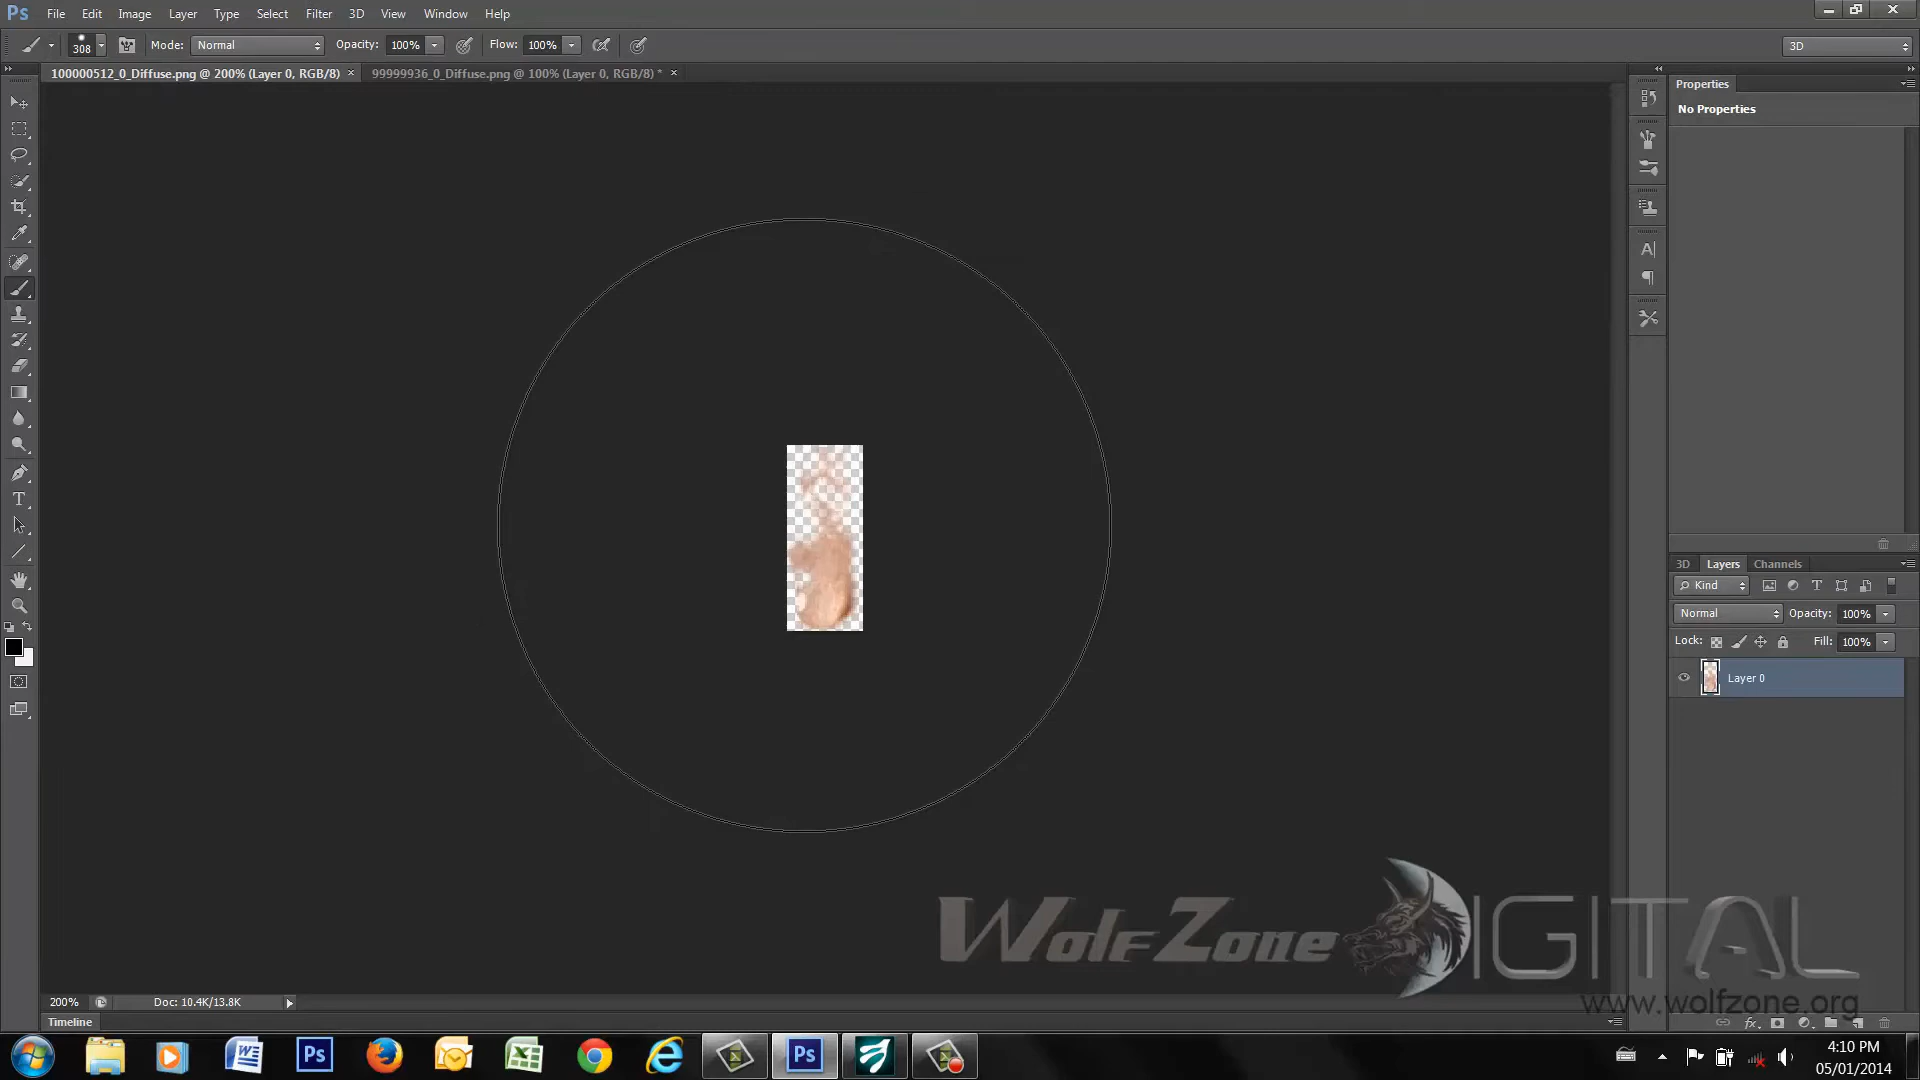 Ps File Edit Image Layer Type Select Filter 3D View Window Help
308 Mode: Normal Opacity: 100% Flow: 100% 3D
100000512_0_Diffuse.png @ 200% (Layer 0, RGB/8) × 99999936_0_Diffuse.png @ 100% (Layer 0, RGB/8) * ×
Properties
No Properties
3D Layers Channels
Kind
Normal Opacity: 100%
Lock: Fill: 100%
Layer 0
WolfZone DIGITAL
www.wolfzone.org
200% Doc: 10.4K/13.8K
Timeline
Ps Ps
4:10 PM
05/01/2014